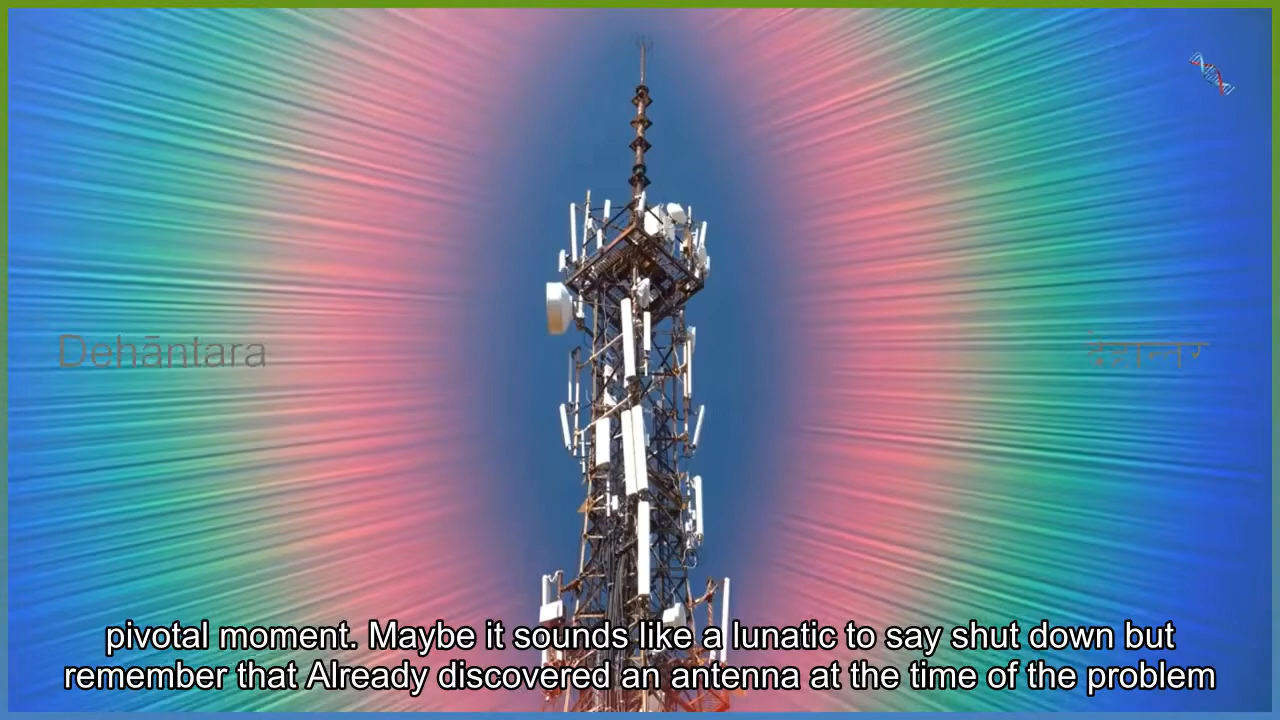 Dehāntara
देहान्तर
pivotal moment. Maybe it sounds like a lunatic to say shut down but
remember that Already discovered an antenna at the time of the problem